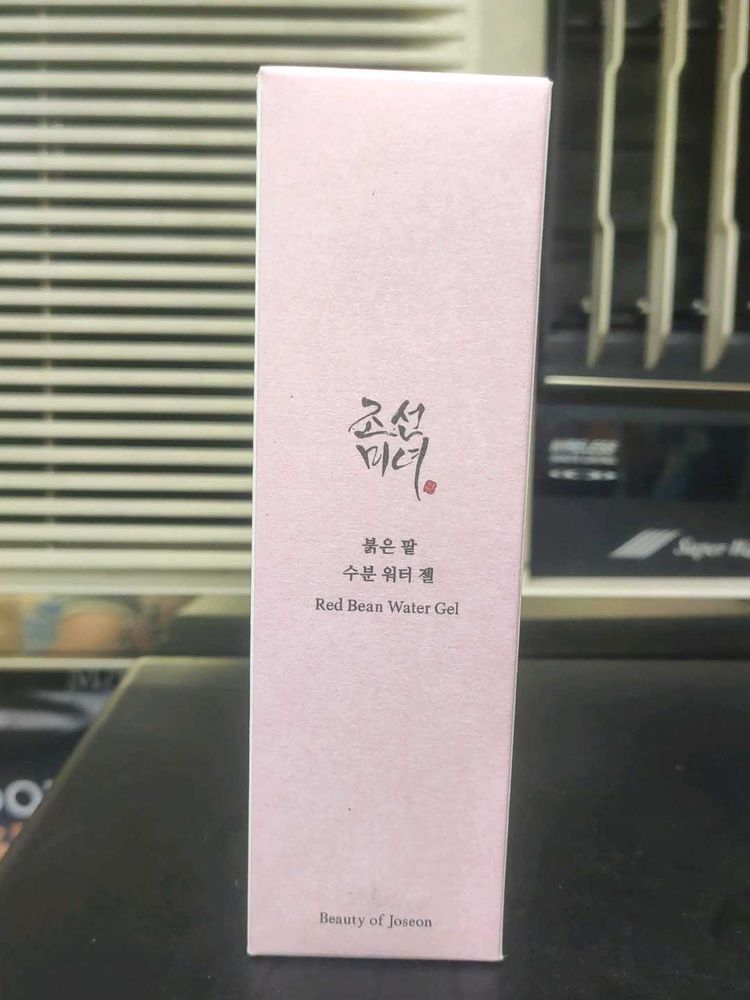 조선
미녀
붉은 팥
수분 워터 젤
Red Bean Water Gel
Beauty of Joseon
Super